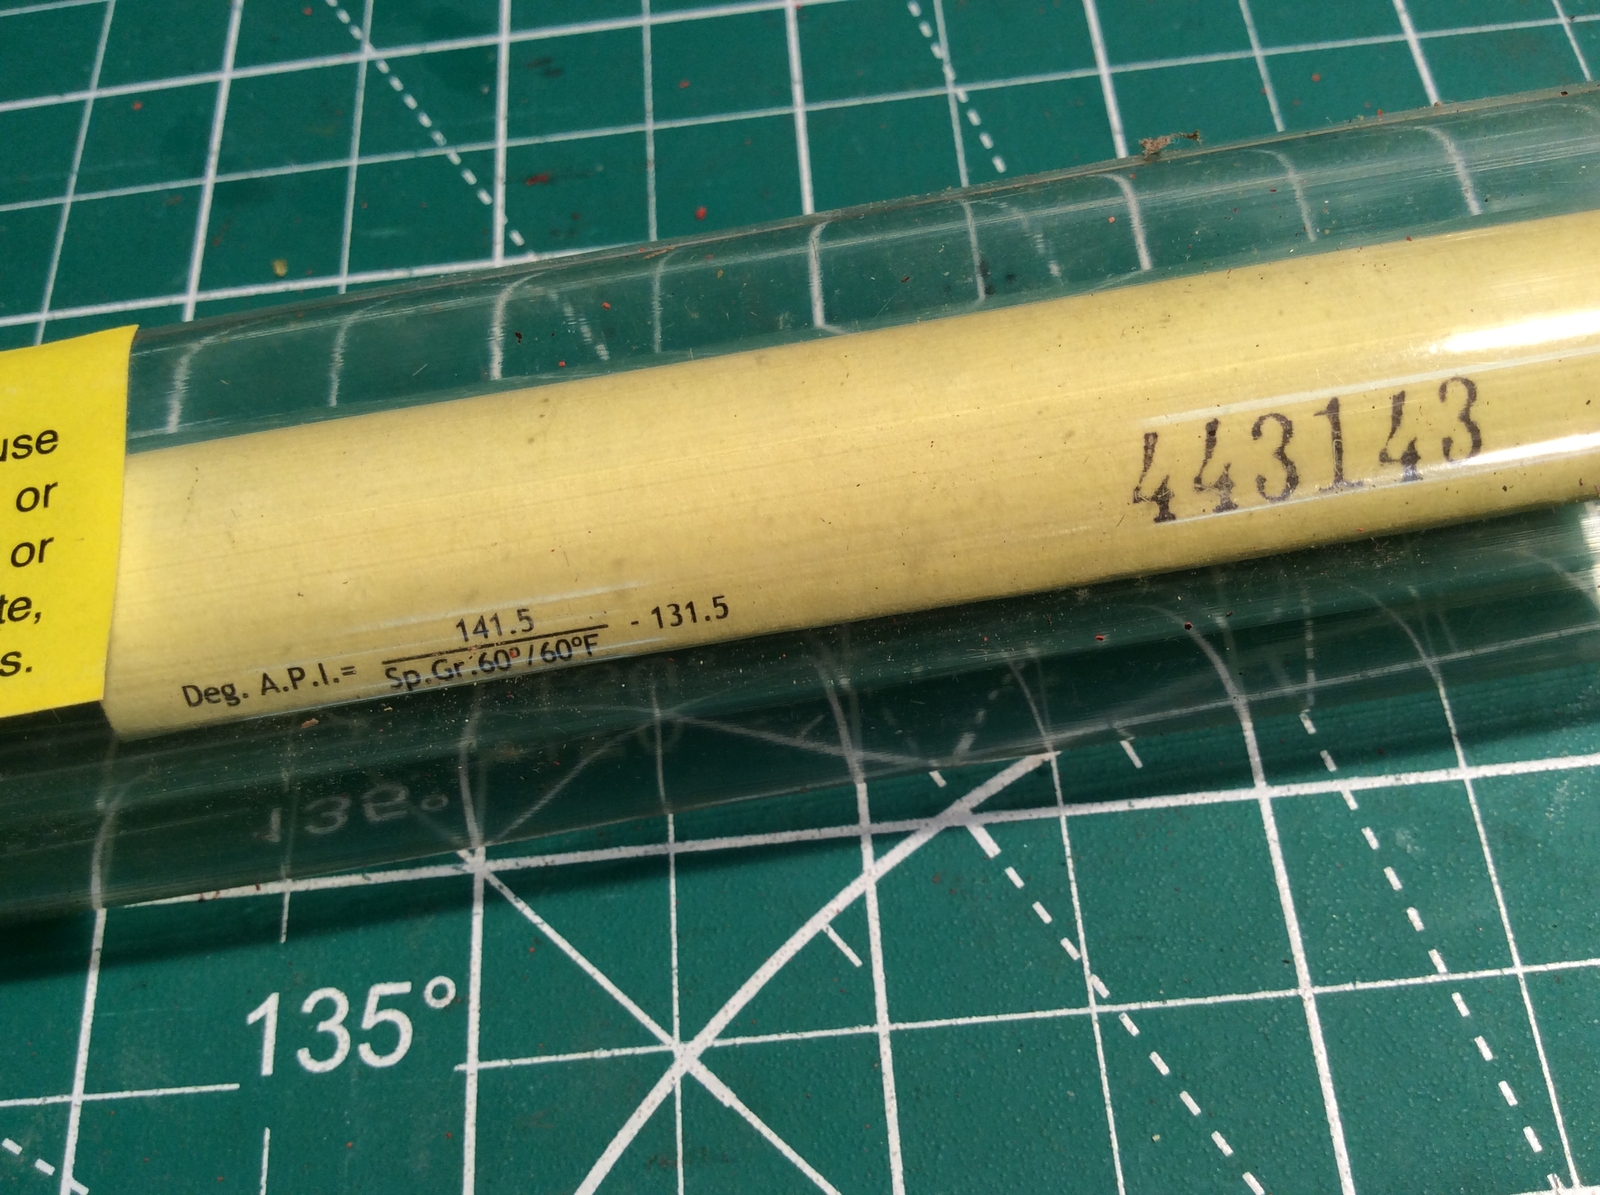 use
or
or
te,
s.
443143
Deg. A.P.I.= 141.5 / Sp.Gr.60°/60°F - 131.5
135°